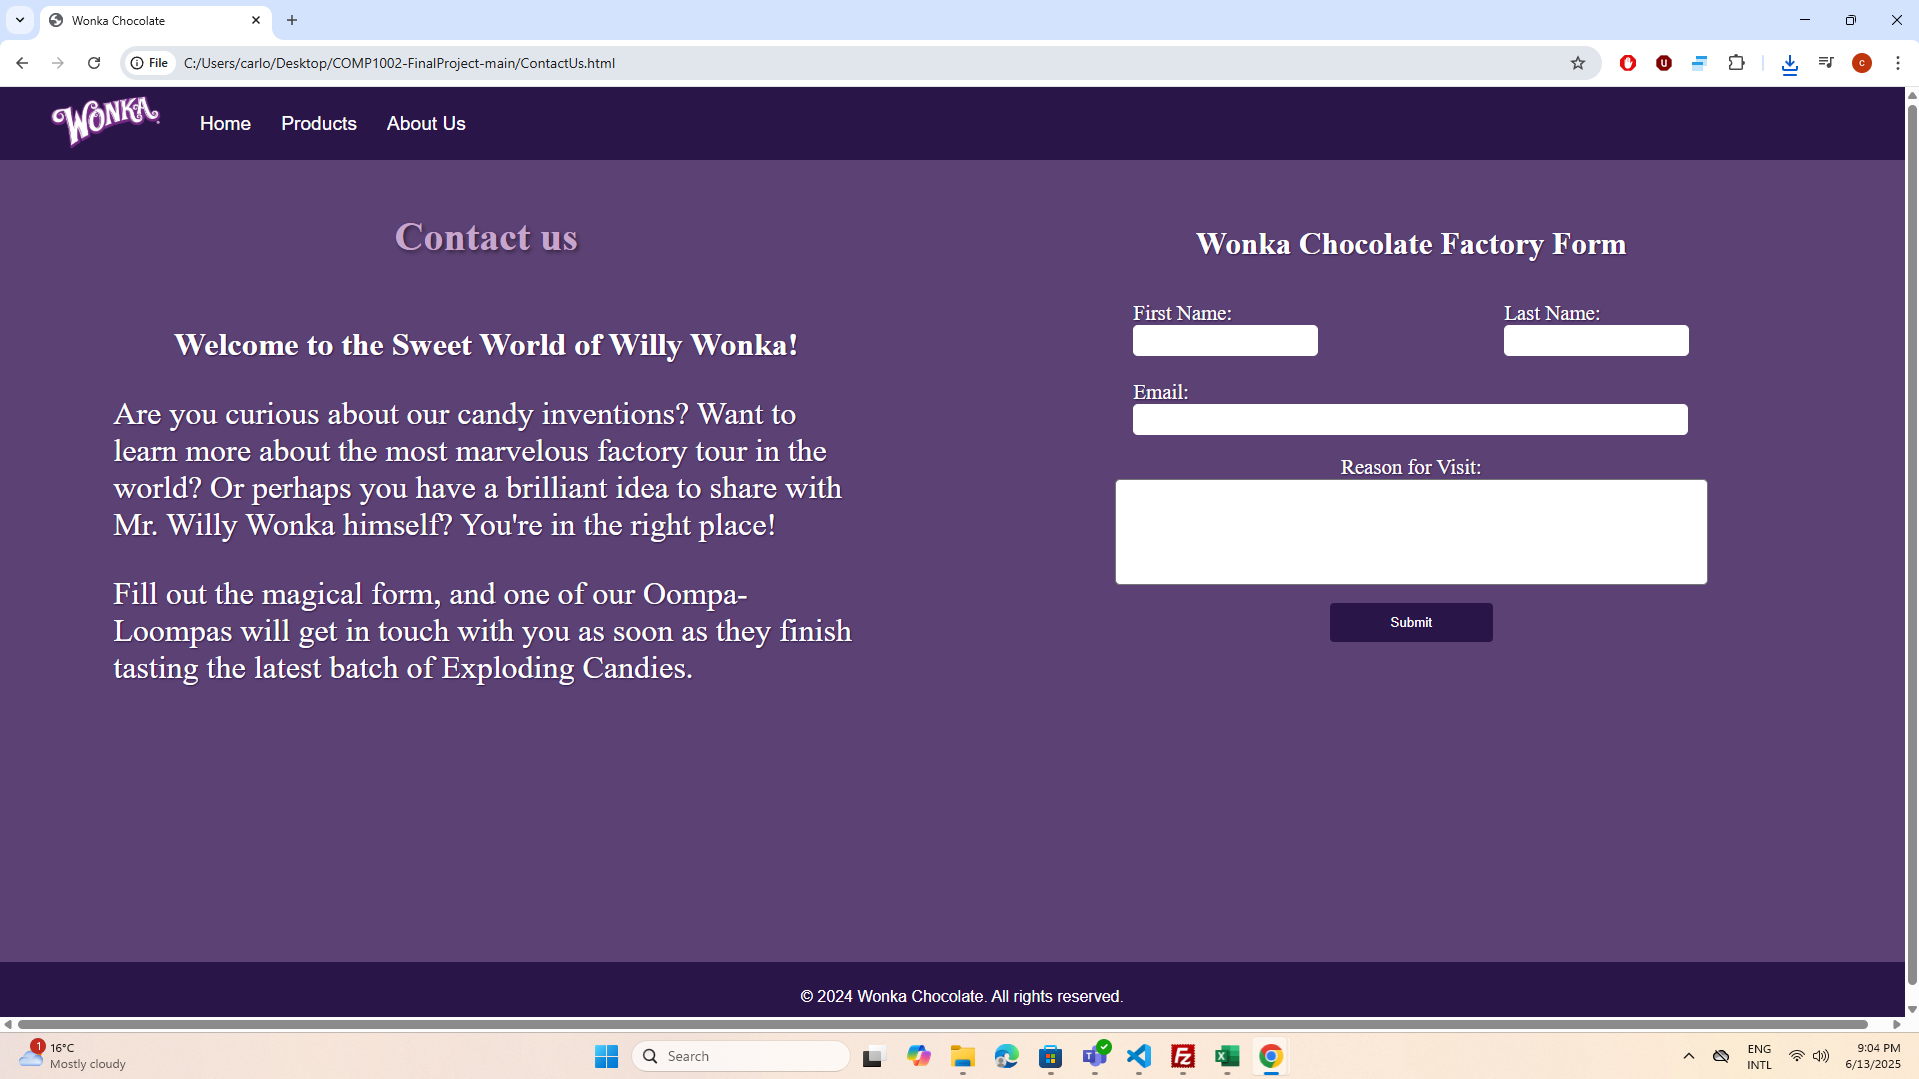 Wonka Chocolate
File
C:/Users/carlo/Desktop/COMP1002-FinalProject-main/ContactUs.html
c
WONKA
Home
Products
About Us
Contact us
Welcome to the Sweet World of Willy Wonka!
Are you curious about our candy inventions? Want to
learn more about the most marvelous factory tour in the
world? Or perhaps you have a brilliant idea to share with
Mr. Willy Wonka himself? You're in the right place!
Fill out the magical form, and one of our Oompa-
Loompas will get in touch with you as soon as they finish
tasting the latest batch of Exploding Candies.
Wonka Chocolate Factory Form
First Name:
Last Name:
Email:
Reason for Visit:
Submit
© 2024 Wonka Chocolate. All rights reserved.
1
16°C
Mostly cloudy
Search
ENG
INTL
9:04 PM
6/13/2025